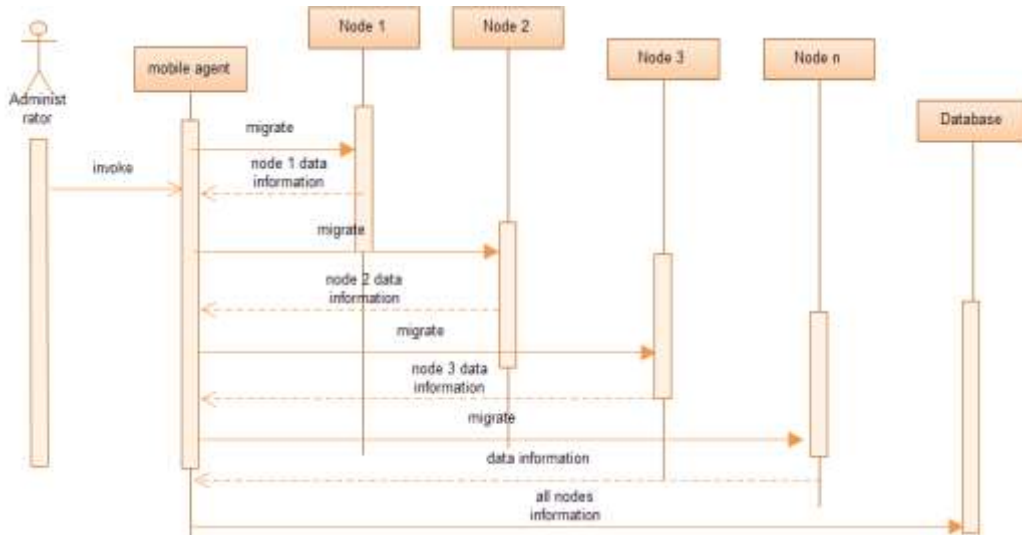 Node 1
Node 2
Node 3
Node n
mobile agent
Administ
rator
Database
migrate
invoke
node 1 data
information
migrate
node 2 data
information
migrate
node 3 data
information
migrate
data information
all nodes
information